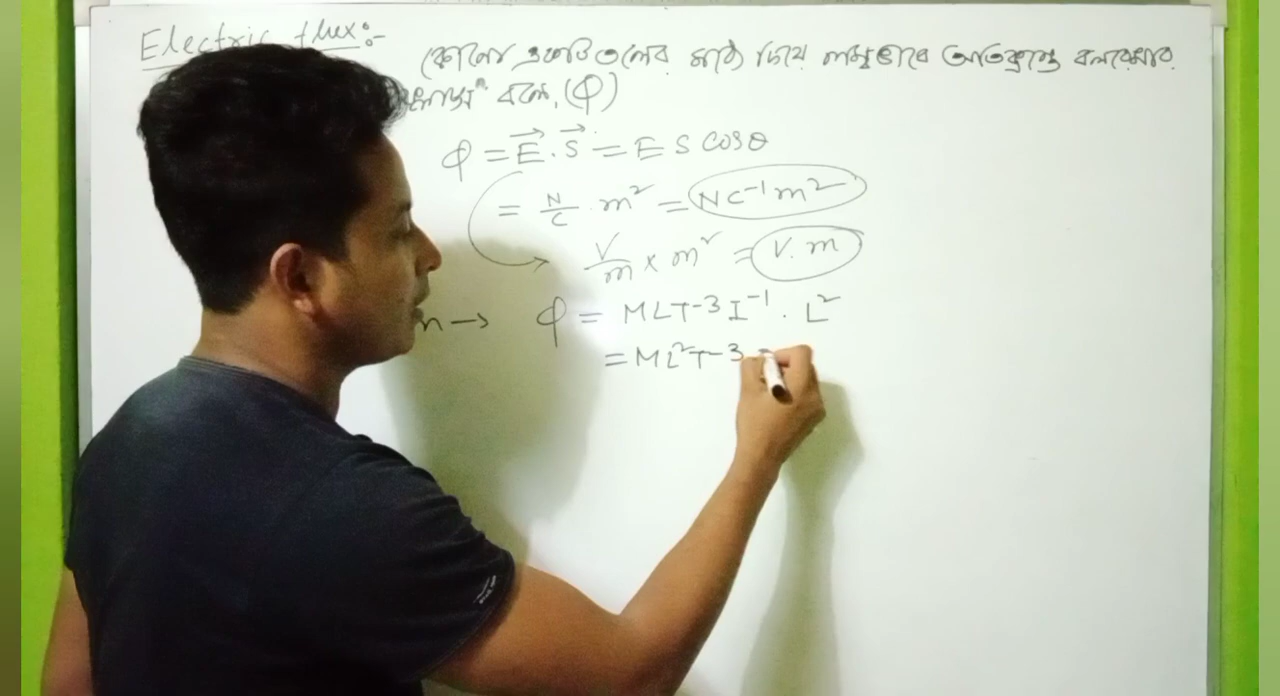 Electric flux:-
কোনো একটি তলের মধ্যে দিয়ে লম্বভাবে অতিক্রান্ত বলরেখার
বলে, (φ)
φ = E⃗ . S⃗ = E S cosθ
= N/C . m² = NC⁻¹m²
V/m × m² = V.m
n → φ = MLT⁻³I⁻¹ . L²
= ML²T⁻³